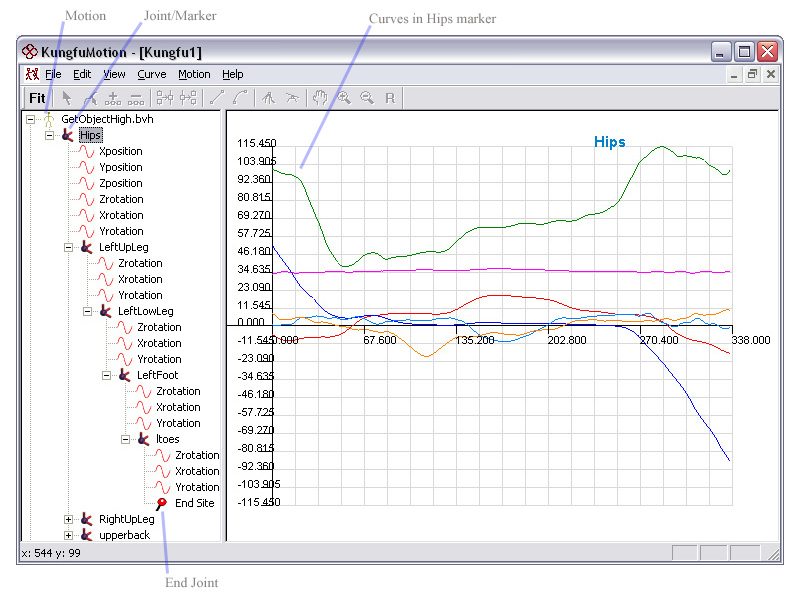 Motion
Joint/Marker
Curves in Hips marker
KungfuMotion - [Kungfu1]
File Edit View Curve Motion Help
Fit
R
GetObjectHigh.bvh
Hips
Xposition
Yposition
Zposition
Zrotation
Xrotation
Yrotation
LeftUpLeg
Zrotation
Xrotation
Yrotation
LeftLowLeg
Zrotation
Xrotation
Yrotation
LeftFoot
Zrotation
Xrotation
Yrotation
ltoes
Zrotation
Xrotation
Yrotation
End Site
RightUpLeg
upperback
Hips
115.450
103.905
92.360
80.815
69.270
57.725
46.180
34.635
23.090
11.545
0.000
-11.545
-23.090
-34.635
-46.180
-57.725
-69.270
-80.815
-92.360
-103.905
-115.450
0.000 67.600 135.200 202.800 270.400 338.000
x: 544 y: 99
End Joint